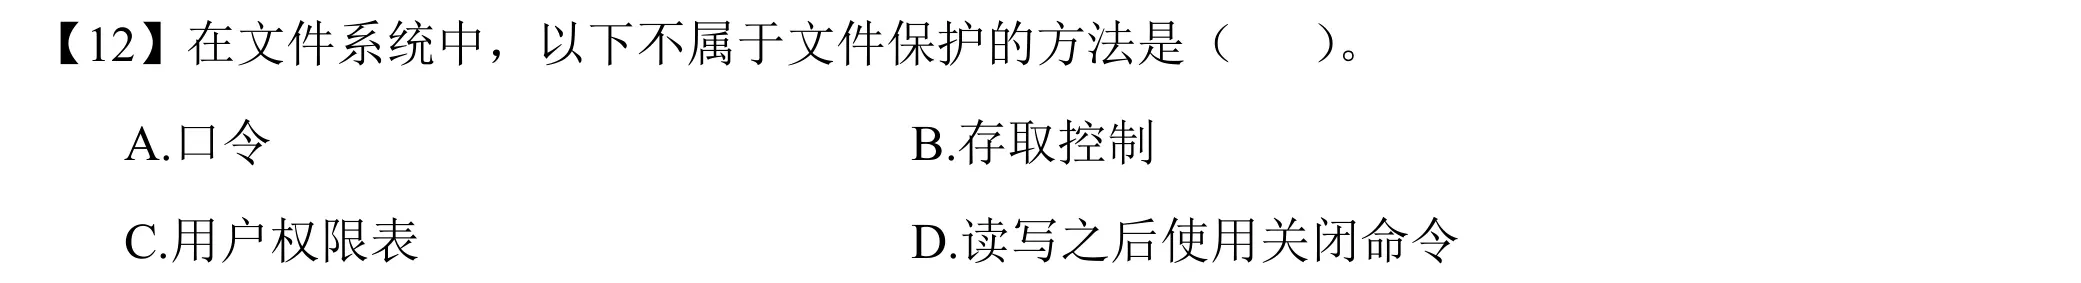 【12】在文件系统中，以下不属于文件保护的方法是（　　）。
A.口令　　B.存取控制
C.用户权限表　　D.读写之后使用关闭命令